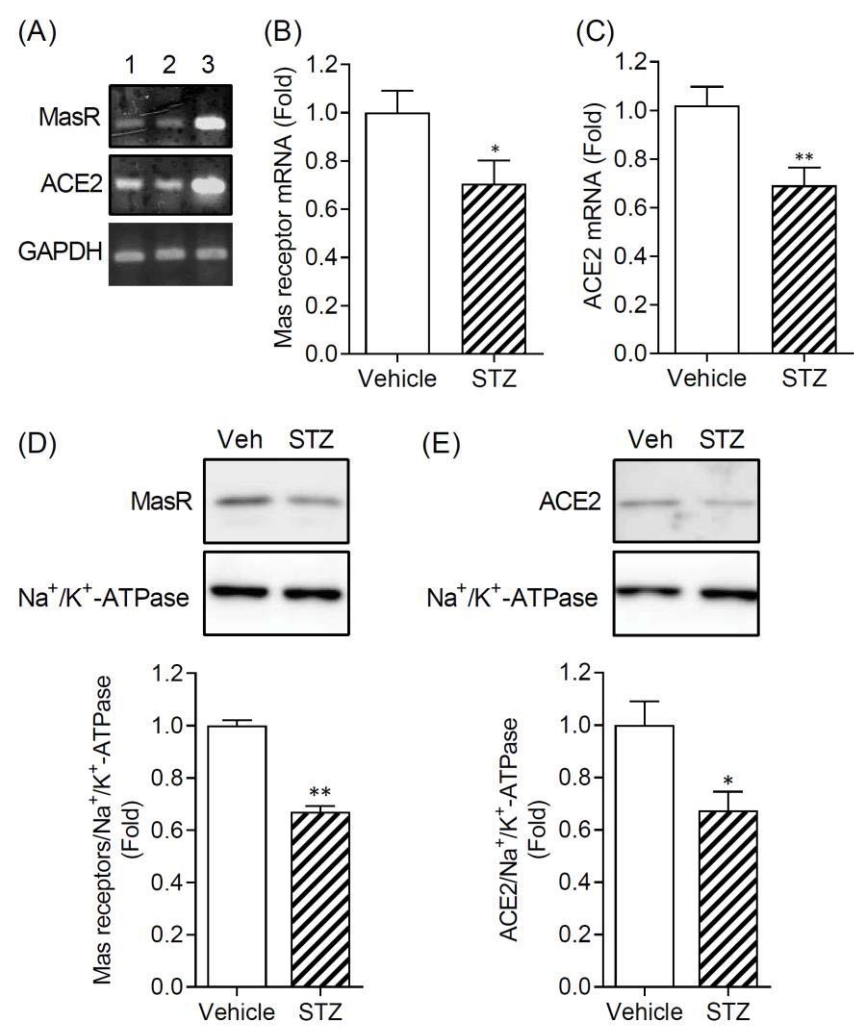 (A)
1 2 3
MasR
ACE2
GAPDH
(B)
Mas receptor mRNA (Fold)
1.2
1.0
0.8
0.6
0.4
0.2
0.0
*
Vehicle STZ
(C)
ACE2 mRNA (Fold)
1.2
1.0
0.8
0.6
0.4
0.2
0.0
**
Vehicle STZ
(D)
Veh STZ
MasR
Na⁺/K⁺-ATPase
Mas receptors/Na⁺/K⁺-ATPase
(Fold)
1.2
1.0
0.8
0.6
0.4
0.2
0.0
**
Vehicle STZ
(E)
Veh STZ
ACE2
Na⁺/K⁺-ATPase
ACE2/Na⁺/K⁺-ATPase
(Fold)
1.2
1.0
0.8
0.6
0.4
0.2
0.0
*
Vehicle STZ